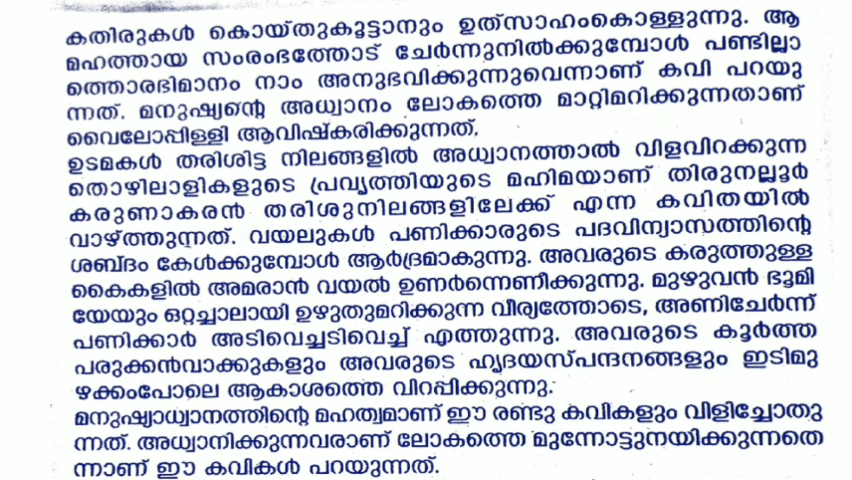 കതിരുകൾ കൊയ്തുകൂട്ടാനും ഉത്സാഹംകൊള്ളുന്നു. ആ
മഹത്തായ സംരംഭത്തോട് ചേർന്നുനിൽക്കുമ്പോൾ പണ്ടില്ലാ
ത്തൊരഭിമാനം നാം അനുഭവിക്കുന്നുവെന്നാണ് കവി പറയു
ന്നത്. മനുഷ്യന്റെ അധ്വാനം ലോകത്തെ മാറ്റിമറിക്കുന്നതാണ്
വൈലോപ്പിള്ളി ആവിഷ്കരിക്കുന്നത്.
ഉടമകൾ തരിശിട്ട നിലങ്ങളിൽ അധ്വാനത്താൽ വിളവിറക്കുന്ന
തൊഴിലാളികളുടെ പ്രവൃത്തിയുടെ മഹിമയാണ് തിരുനല്ലൂർ
കരുണാകരൻ തരിശുനിലങ്ങളിലേക്ക് എന്ന കവിതയിൽ
വാഴ്ത്തുന്നത്. വയലുകൾ പണിക്കാരുടെ പദവിന്യാസത്തിന്റെ
ശബ്ദം കേൾക്കുമ്പോൾ ആർദ്രമാകുന്നു. അവരുടെ കരുത്തുള്ള
കൈകളിൽ അമരാൻ വയൽ ഉണർന്നെണീക്കുന്നു. മുഴുവൻ ഭൂമി
യേയും ഒറ്റച്ചാലായി ഉഴുതുമറിക്കുന്ന വീര്യത്തോടെ, അണിചേർന്ന്
പണിക്കാർ അടിവെച്ചടിവെച്ച് എത്തുന്നു. അവരുടെ കൂർത്ത
പരുക്കൻവാക്കുകളും അവരുടെ ഹൃദയസ്പന്ദനങ്ങളും ഇടിമു
ഴക്കംപോലെ ആകാശത്തെ വിറപ്പിക്കുന്നു.
മനുഷ്യാധ്വാനത്തിന്റെ മഹത്വമാണ് ഈ രണ്ടു കവികളും വിളിച്ചോതു
ന്നത്. അധ്വാനിക്കുന്നവരാണ് ലോകത്തെ മുന്നോട്ടുനയിക്കുന്നതെ
ന്നാണ് ഈ കവികൾ പറയുന്നത്.